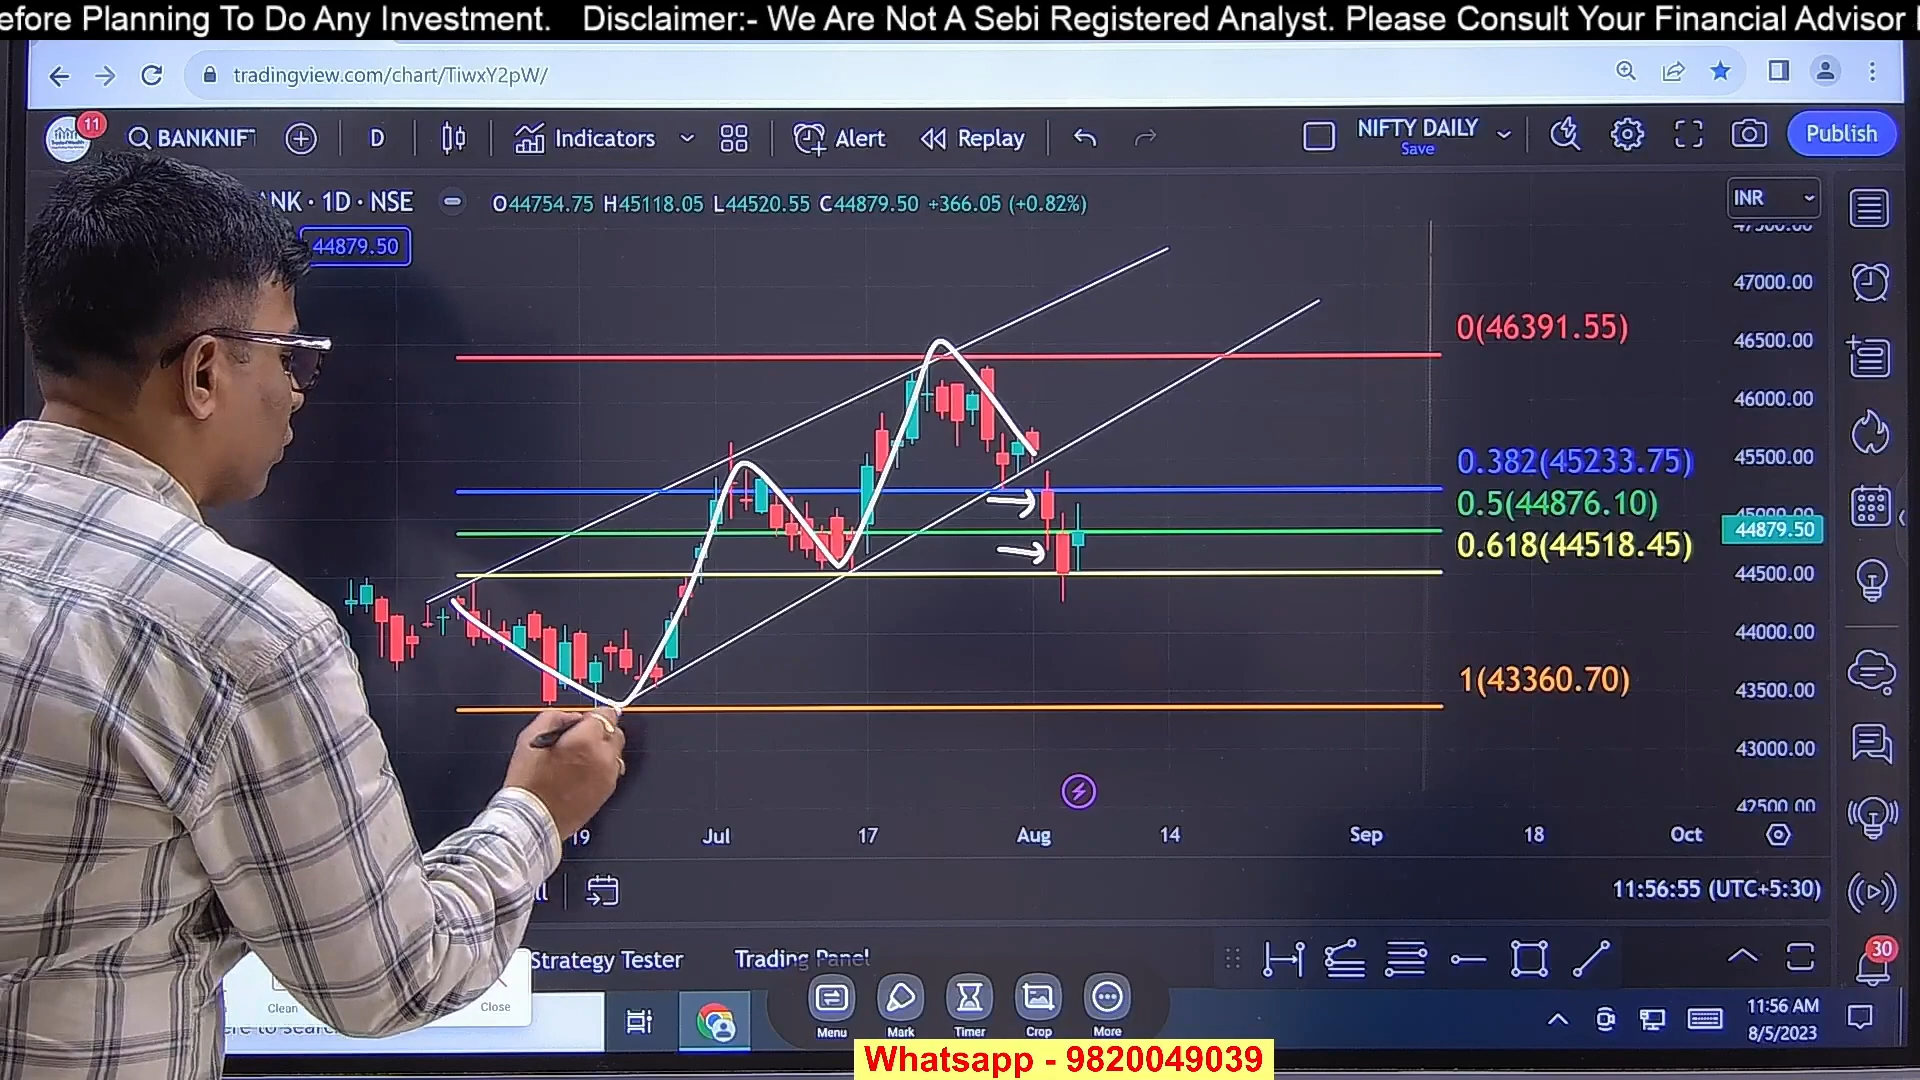 efore Planning To Do Any Investment. Disclaimer:- We Are Not A Sebi Registered Analyst. Please Consult Your Financial Advisor
tradingview.com/chart/TiwxY2pW/
11
BANKNIFT
D
Indicators
Alert
Replay
NIFTY DAILY
Save
Publish
ANK · 1D · NSE
O44754.75 H45118.05 L44520.55 C44879.50 +366.05 (+0.82%)
INR
44879.50
47000.00
0(46391.55)
46500.00
46000.00
0.382(45233.75)
45500.00
0.5(44876.10)
44879.50
0.618(44518.45)
44500.00
44000.00
1(43360.70)
43500.00
43000.00
42500.00
19
Jul
17
Aug
14
Sep
18
Oct
11:56:55 (UTC+5:30)
Strategy Tester
Trading Panel
30
Clean
Close
Menu
Mark
Timer
Crop
More
11:56 AM
8/5/2023
Whatsapp - 9820049039